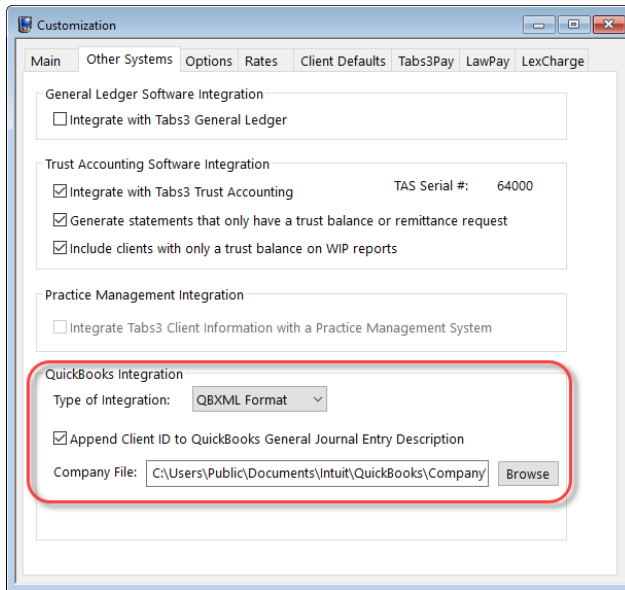 Customization
Main Other Systems Options Rates Client Defaults Tabs3Pay LawPay LexCharge
General Ledger Software Integration
Integrate with Tabs3 General Ledger
Trust Accounting Software Integration
Integrate with Tabs3 Trust Accounting TAS Serial #: 64000
Generate statements that only have a trust balance or remittance request
Include clients with only a trust balance on WIP reports
Practice Management Integration
Integrate Tabs3 Client Information with a Practice Management System
QuickBooks Integration
Type of Integration: QBXML Format
Append Client ID to QuickBooks General Journal Entry Description
Company File: C:\Users\Public\Documents\Intuit\QuickBooks\Company Browse